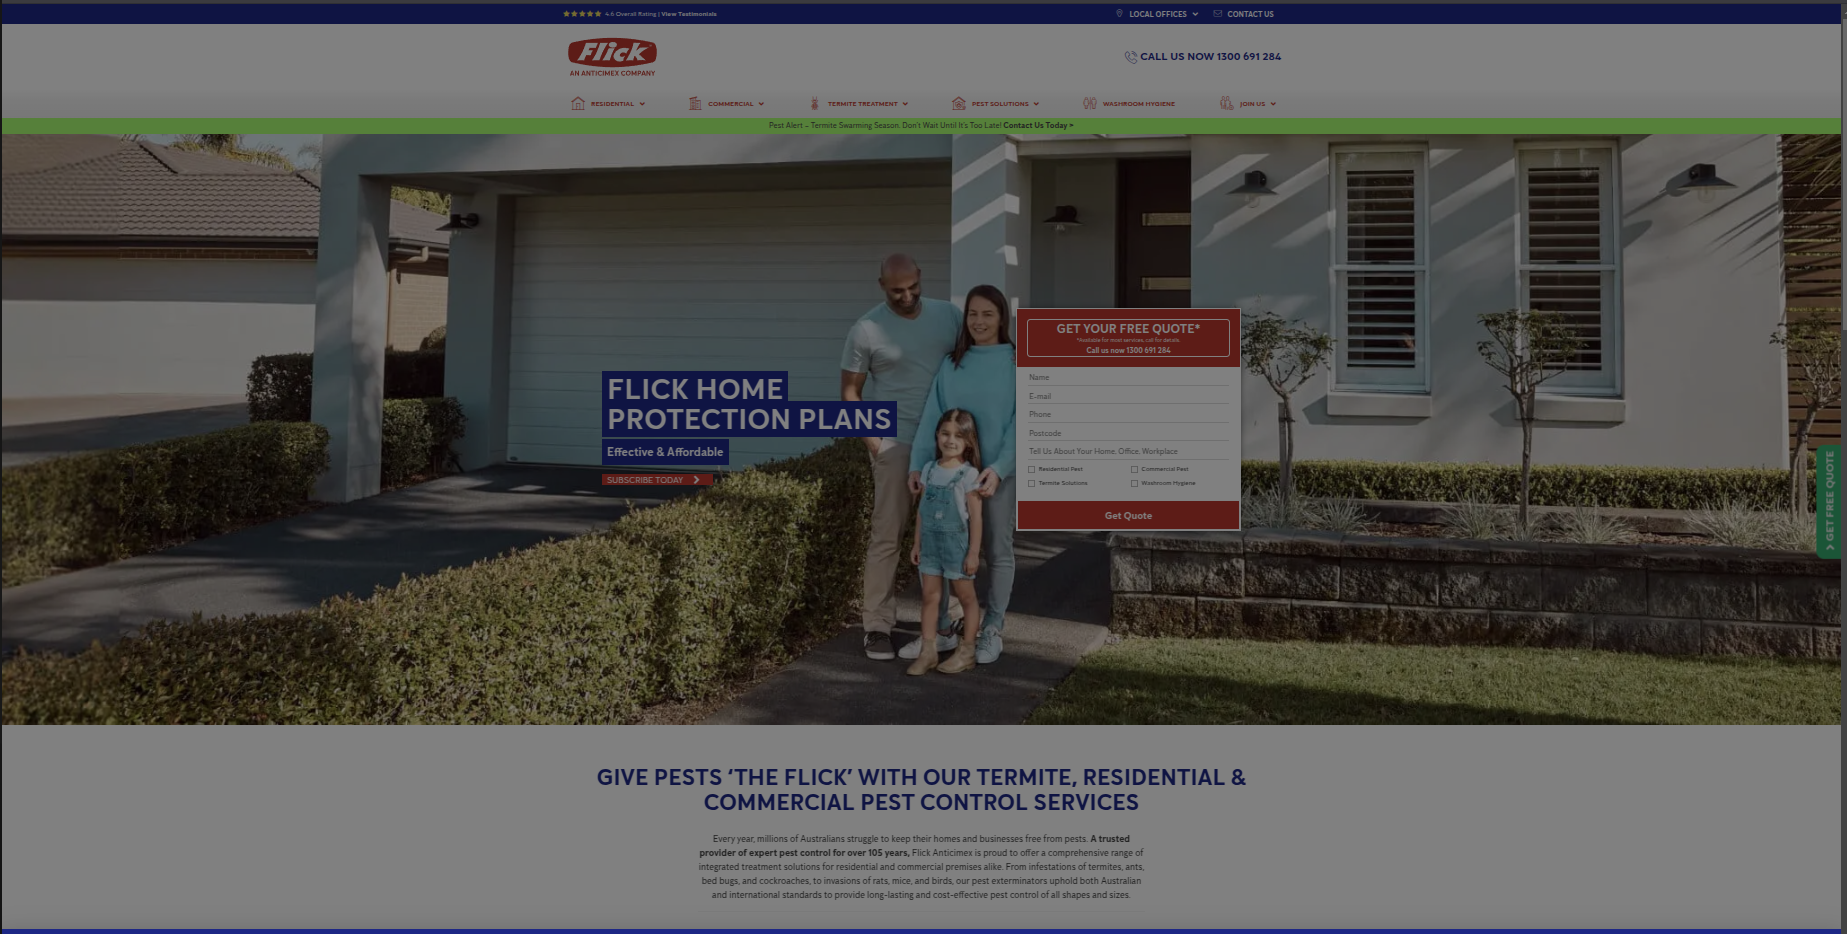 4.6 Overall Rating | View Testimonials
LOCAL OFFICES
CONTACT US
Flick
AN ANTICIMEX COMPANY
CALL US NOW 1300 691 284
RESIDENTIAL
COMMERCIAL
TERMITE TREATMENT
PEST SOLUTIONS
WASHROOM HYGIENE
JOIN US
Pest Alert – Termite Swarming Season. Don't Wait Until It's Too Late! Contact Us Today >
FLICK HOME
PROTECTION PLANS
Effective & Affordable
SUBSCRIBE TODAY
GET YOUR FREE QUOTE*
*Available for most services, call for details.
Call us now 1300 691 284
Name
E-mail
Phone
Postcode
Tell Us About Your Home, Office, Workplace
Residential Pest
Commercial Pest
Termite Solutions
Washroom Hygiene
Get Quote
GET FREE QUOTE
GIVE PESTS ‘THE FLICK’ WITH OUR TERMITE, RESIDENTIAL &
COMMERCIAL PEST CONTROL SERVICES
Every year, millions of Australians struggle to keep their homes and businesses free from pests. A trusted
provider of expert pest control for over 105 years, Flick Anticimex is proud to offer a comprehensive range of
integrated treatment solutions for residential and commercial premises alike. From infestations of termites, ants,
bed bugs, and cockroaches, to invasions of rats, mice, and birds, our pest exterminators uphold both Australian
and international standards to provide long-lasting and cost-effective pest control of all shapes and sizes.